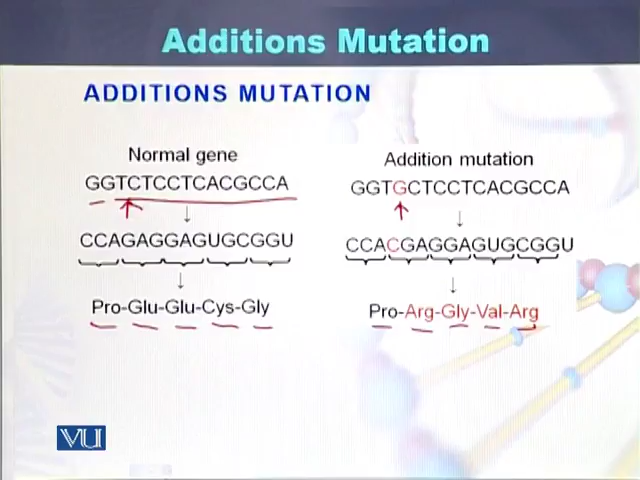 Additions Mutation
ADDITIONS MUTATION
Normal gene
GGTCTCCTCACGCCA
CCAGAGGAGUGCGGU
Pro-Glu-Glu-Cys-Gly
Addition mutation
GGTGCTCCTCACGCCA
CCACGAGGAGUGCGGU
Pro-Arg-Gly-Val-Arg
VU